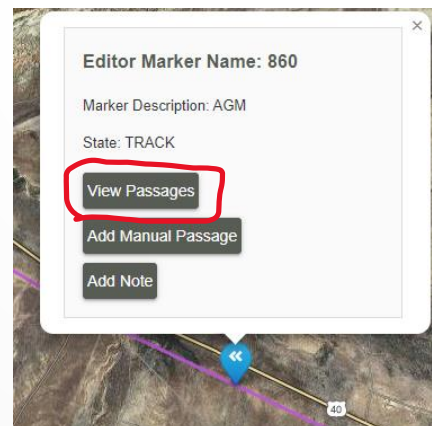 ×
Editor Marker Name: 860
Marker Description: AGM
State: TRACK
View Passages
Add Manual Passage
Add Note
40